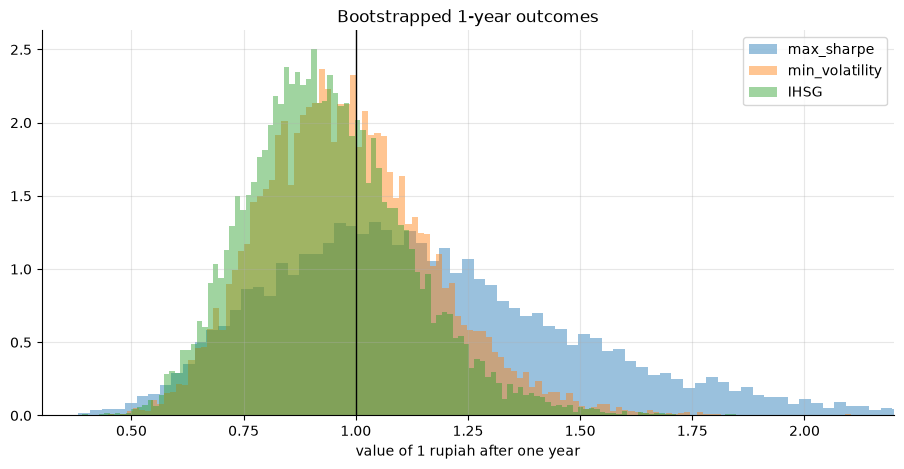 Bootstrapped 1-year outcomes
max_sharpe
min_volatility
IHSG
2.5
2.0
1.5
1.0
0.5
0.0
0.50 0.75 1.00 1.25 1.50 1.75 2.00
value of 1 rupiah after one year